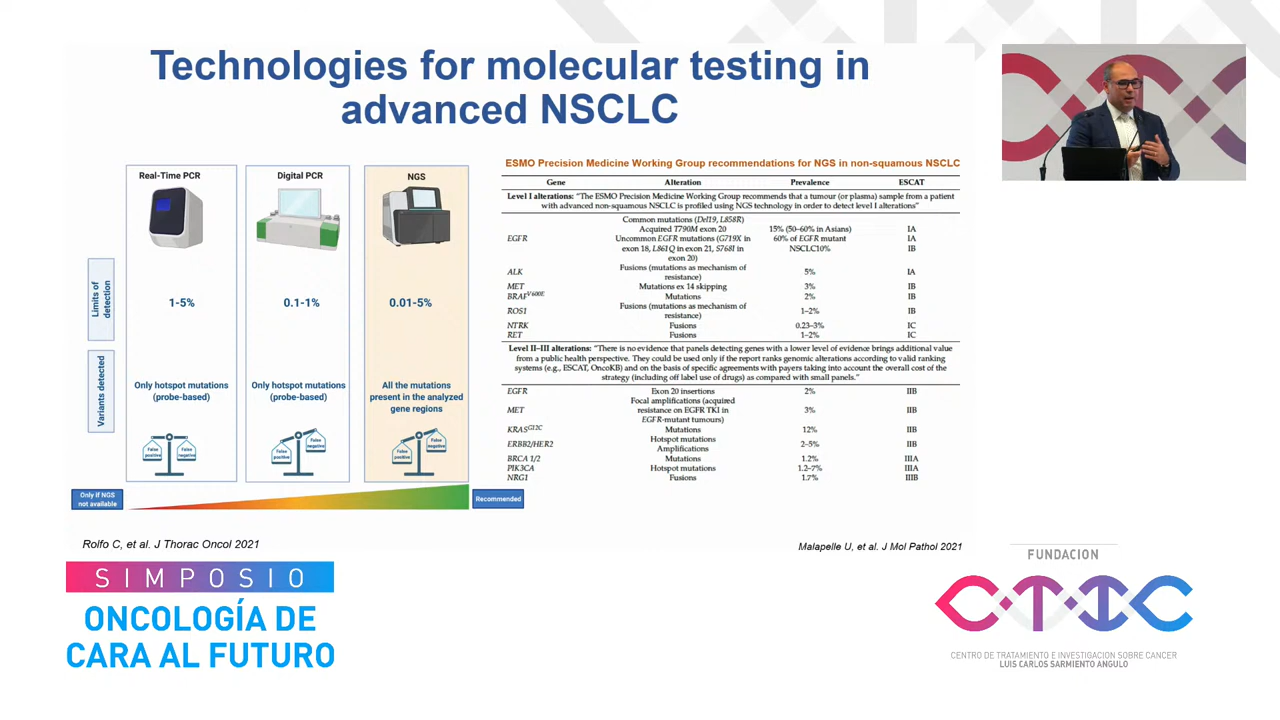 Technologies for molecular testing in
advanced NSCLC
Real-Time PCR
Digital PCR
NGS
Limits of
detection
1-5%
0.1-1%
0.01-5%
Variants detected
Only hotspot mutations
(probe-based)
Only hotspot mutations
(probe-based)
All the mutations
present in the analyzed
gene regions
False
positive
False
negative
False
positive
False
negative
False
positive
False
negative
Only if NGS
not available
Recommended
Rolfo C, et al. J Thorac Oncol 2021
ESMO Precision Medicine Working Group recommendations for NGS in non-squamous NSCLC
Gene Alteration Prevalence ESCAT
Level I alterations: “The ESMO Precision Medicine Working Group recommends that a tumour (or plasma) sample from a patient
with advanced non-squamous NSCLC is profiled using NGS technology in order to detect level I alterations”
Common mutations (Del19, L858R)
Acquired T790M exon 20 15% (50–60% in Asians) IA
EGFR Uncommon EGFR mutations (G719X in 60% of EGFR mutant IA
exon 18, L861Q in exon 21, S768I in NSCLC10% IB
exon 20)
Fusions (mutations as mechanism of
ALK 5% IA
resistance)
MET Mutations ex 14 skipping 3% IB
BRAF V600E Mutations 2% IB
Fusions (mutations as mechanism of
ROS1 1–2% IB
resistance)
NTRK Fusions 0.23–3% IC
RET Fusions 1–2% IC
Level II–III alterations: “There is no evidence that panels detecting genes with a lower level of evidence brings additional value
from a public health perspective. They could be used only if the report ranks genomic alterations according to valid ranking
systems (e.g., ESCAT, OncoKB) and on the basis of specific agreements with payers taking into account the overall cost of the
strategy (including off label use of drugs) as compared with small panels.”
EGFR Exon 20 insertions 2% IIB
Focal amplifications (acquired
MET resistance on EGFR TKI in 3% IIB
EGFR-mutant tumours)
KRAS G12C Mutations 12% IIB
Hotspot mutations
ERBB2/HER2 2–5% IIB
Amplifications
BRCA 1/2 Mutations 1.2% IIIA
PIK3CA Hotspot mutations 1.2–7% IIIA
NRG1 Fusions 1.7% IIIB
Malapelle U, et al. J Mol Pathol 2021
SIMPOSIO
ONCOLOGÍA DE
CARA AL FUTURO
FUNDACION
CTIC
CENTRO DE TRATAMIENTO E INVESTIGACION SOBRE CANCER
LUIS CARLOS SARMIENTO ANGULO